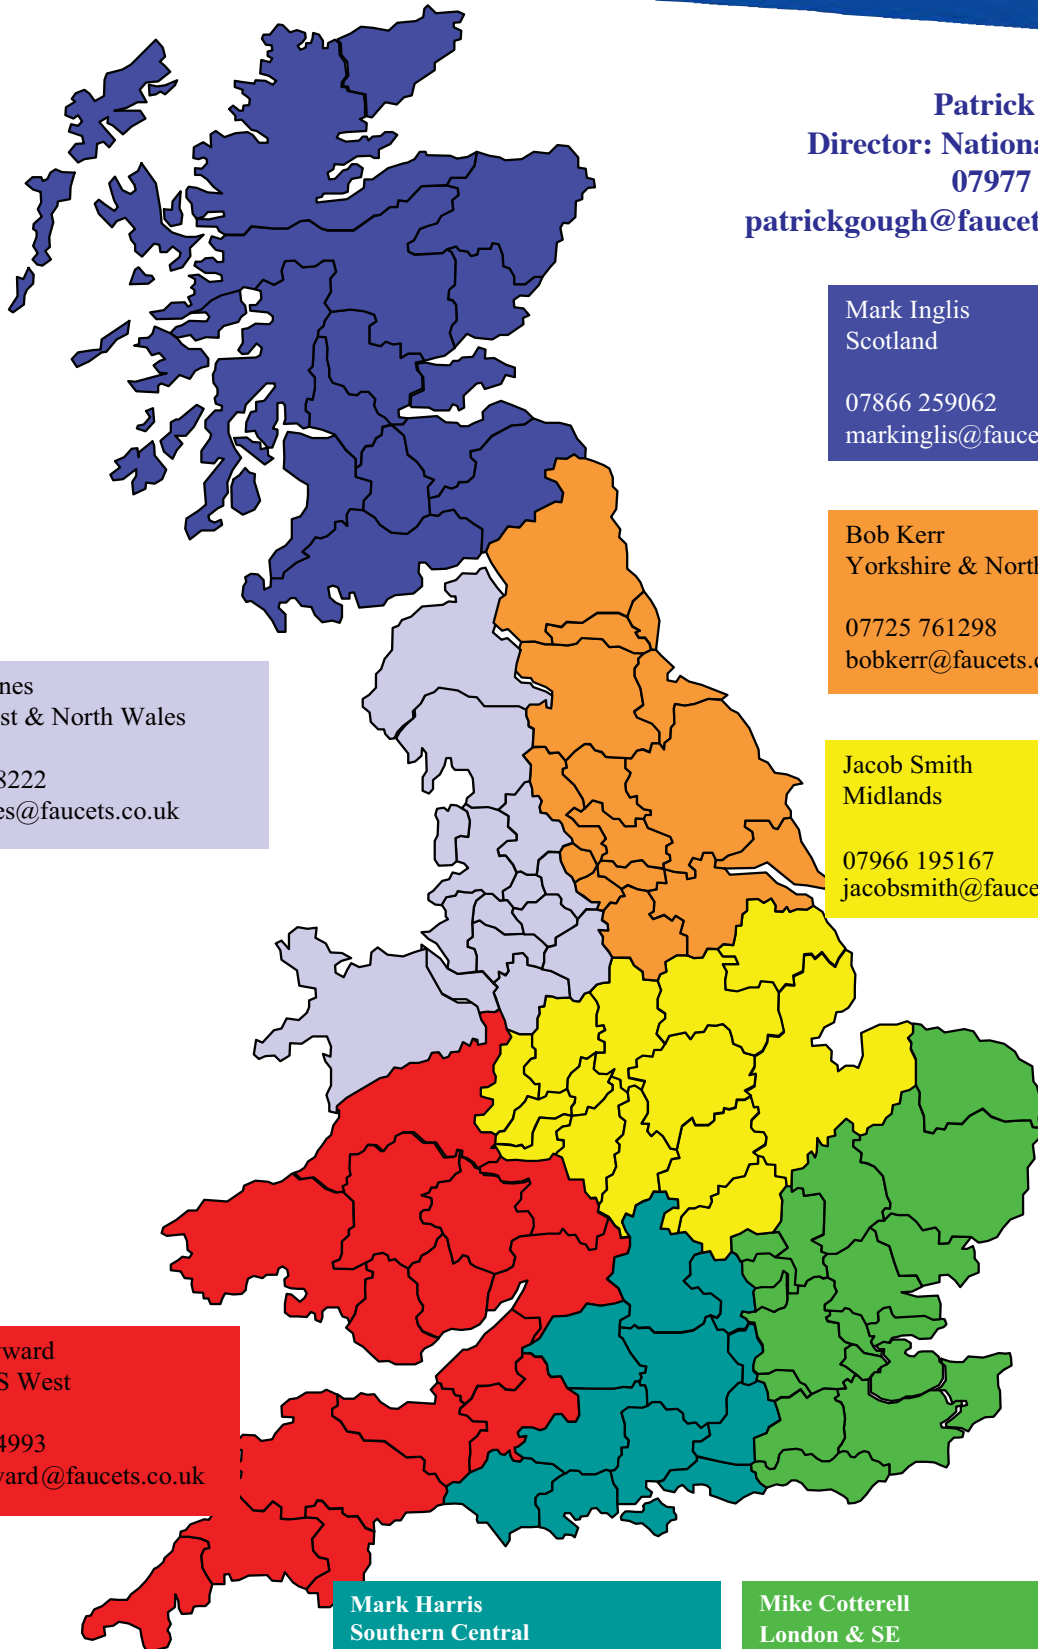 Patrick
Director: Nationa
07977
patrickgough@faucet
Mark Inglis
Scotland
07866 259062
markinglis@fauce
Bob Kerr
Yorkshire & North
07725 761298
bobkerr@faucets.c
nes
st & North Wales
8222
es@faucets.co.uk
Jacob Smith
Midlands
07966 195167
jacobsmith@fauce
ward
S West
4993
ward@faucets.co.uk
Mark Harris
Southern Central
Mike Cotterell
London & SE